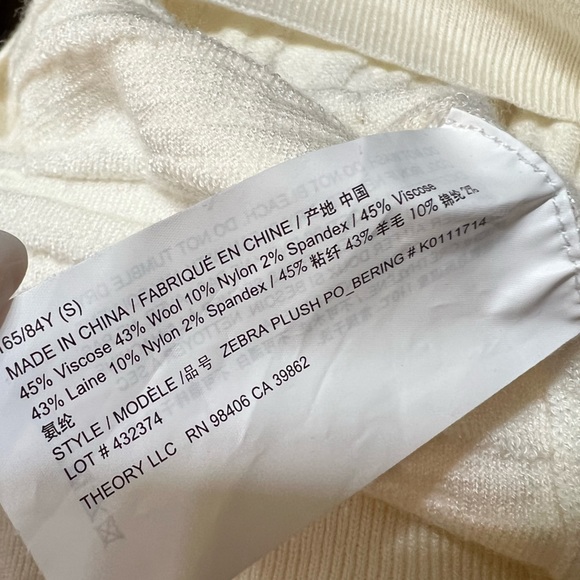 165/84Y (S)
MADE IN CHINA / FABRIQUÉ EN CHINE / 产地 中国
45% Viscose 43% Wool 10% Nylon 2% Spandex / 45% Viscose
43% Laine 10% Nylon 2% Spandex / 45% 粘纤 43% 羊毛 10% 锦纶 2%
氨纶
STYLE / MODÈLE /品号 ZEBRA PLUSH PO_BERING # K0111714
LOT # 432374
THEORY LLC RN 98406 CA 39862